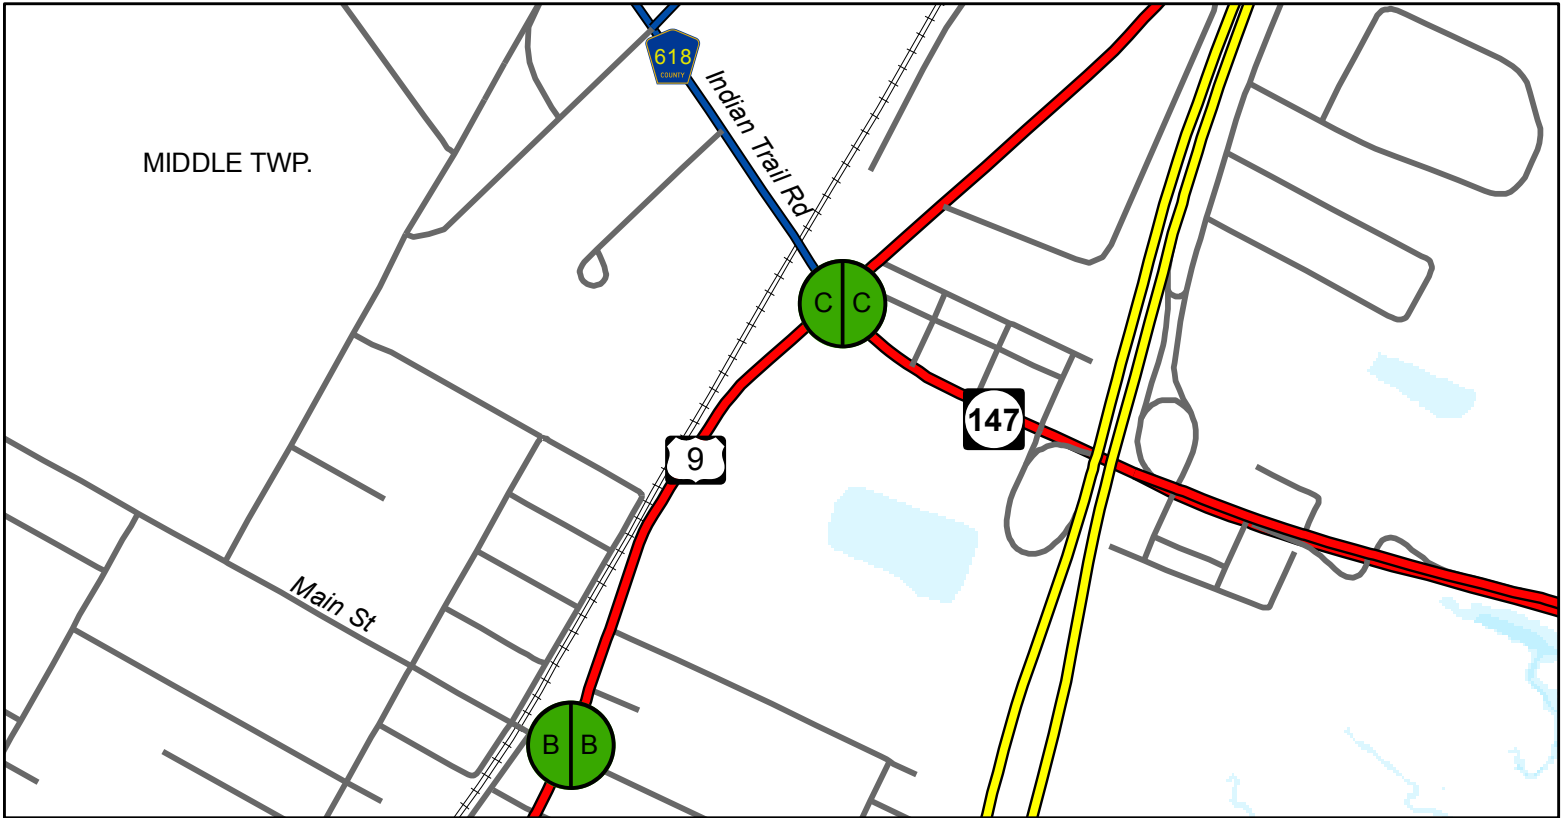 618
COUNTY
Indian Trail Rd
MIDDLE TWP.
C C
147
9
Main St
B B